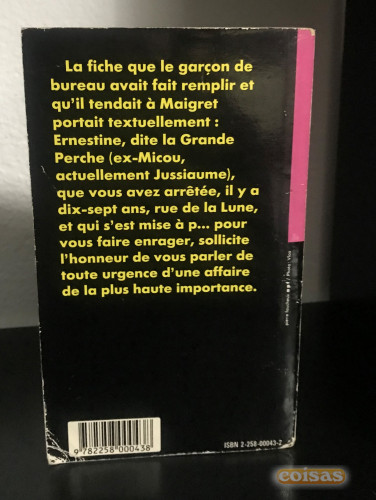 La fiche que le garçon de
bureau avait fait remplir et
qu'il tendait à Maigret
portait textuellement :
Ernestine, dite la Grande
Perche (ex-Micou,
actuellement Jussiaume),
que vous avez arrêtée, il y a
dix-sept ans, rue de la Lune,
et qui s'est mise à p... pour
vous faire enrager, sollicite
l'honneur de vous parler de
toute urgence d'une affaire
de la plus haute importance.
9 782258 000438
ISBN 2-258-00043-2
coisas